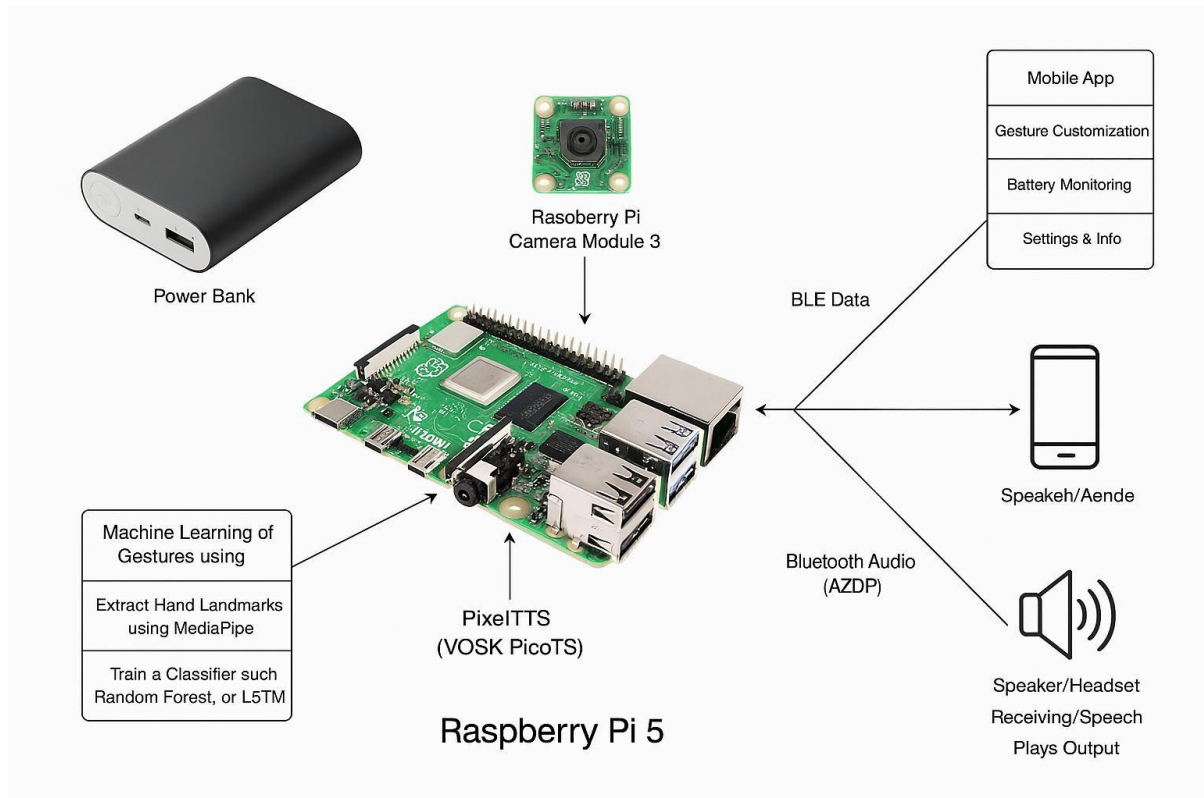 Power Bank
Rasoberry Pi
Camera Module 3
Mobile App
Gesture Customization
Battery Monitoring
Settings & Info
BLE Data
Speakeh/Aende
Machine Learning of
Gestures using
Extract Hand Landmarks
using MediaPipe
Train a Classifier such
Random Forest, or L5TM
PixelTTS
(VOSK PicoTS)
Bluetooth Audio
(AZDP)
Speaker/Headset
Receiving/Speech
Plays Output
Raspberry Pi 5